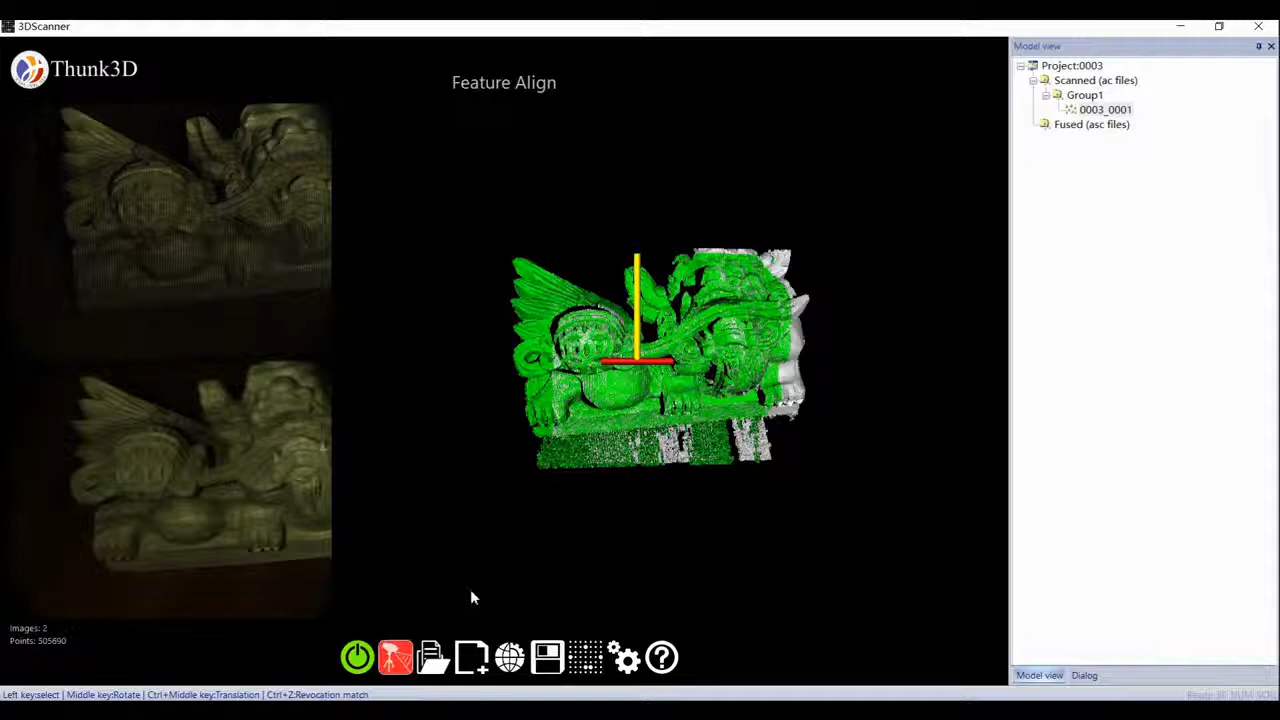 3DScanner
Thunk3D
Feature Align
Images: 2
Points: 505690
Left key:select | Middle key:Rotate | Ctrl+Middle key:Translation | Ctrl+Z:Revocation match
Model view
Project:0003
Scanned (ac files)
Group1
0003_0001
Fused (asc files)
Model view
Dialog